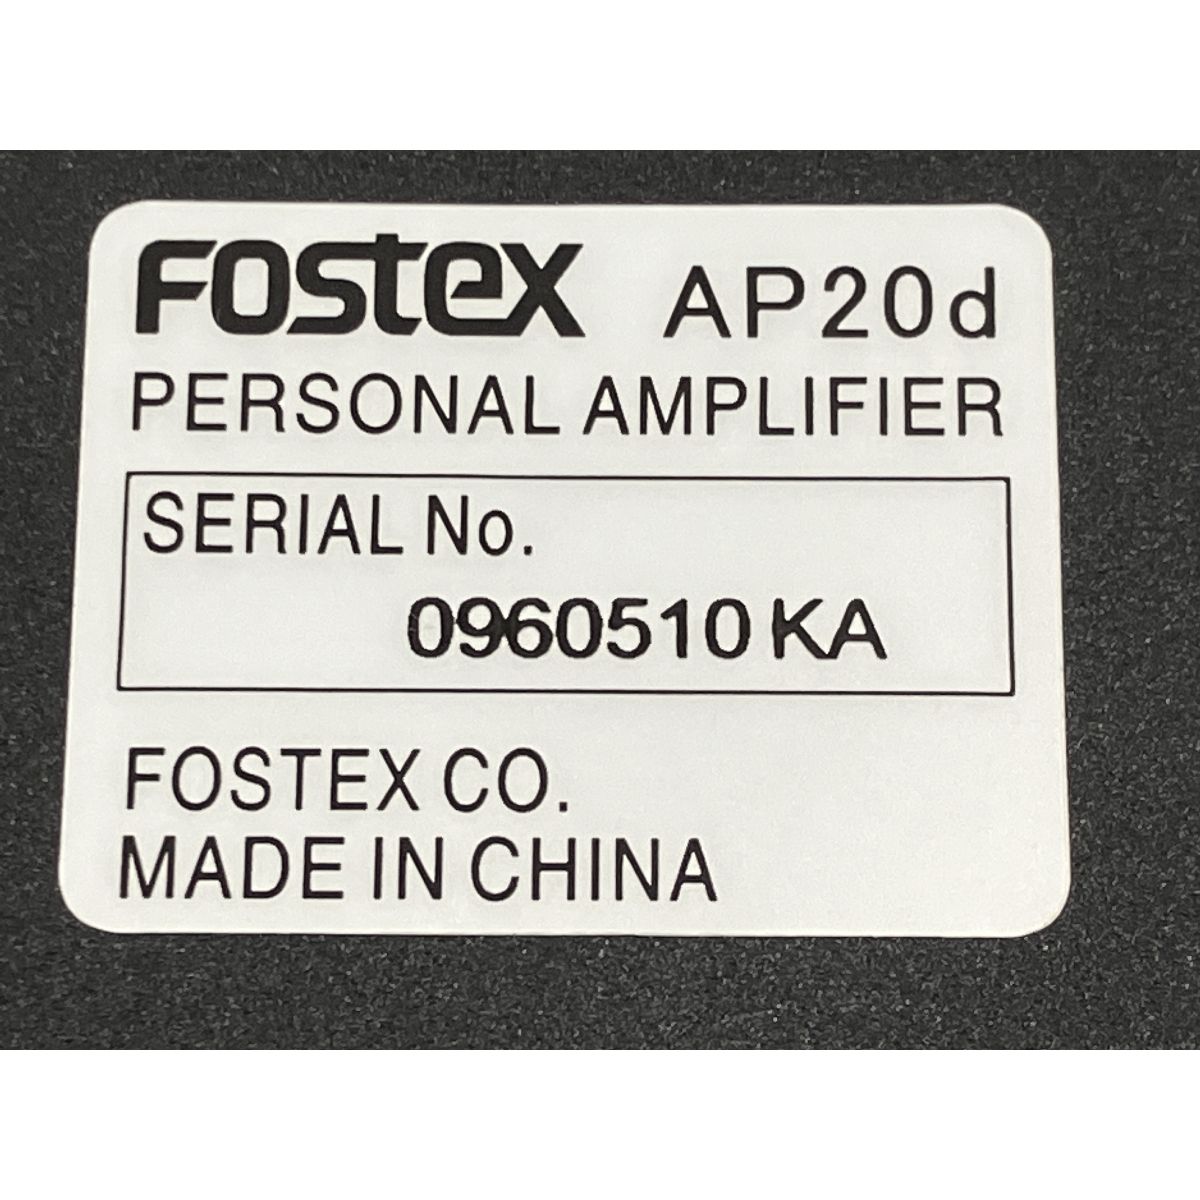 FOSTEX AP20d
PERSONAL AMPLIFIER
SERIAL No.
0960510 KA
FOSTEX CO.
MADE IN CHINA